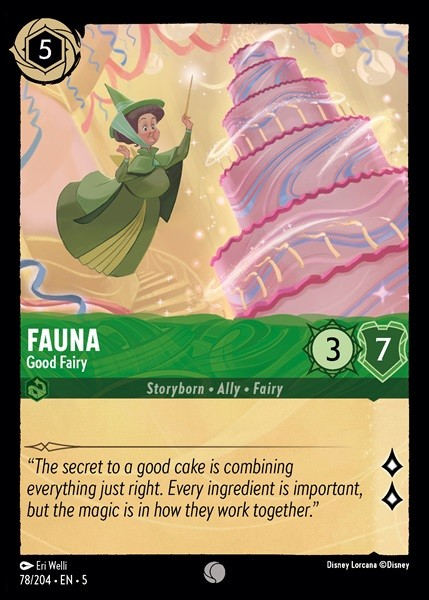 5
FAUNA
Good Fairy
3
7
Storyborn • Ally • Fairy
“The secret to a good cake is combining
everything just right. Every ingredient is important,
but the magic is in how they work together.”
Eri Welli
78/204 • EN • 5
Disney Lorcana ©Disney